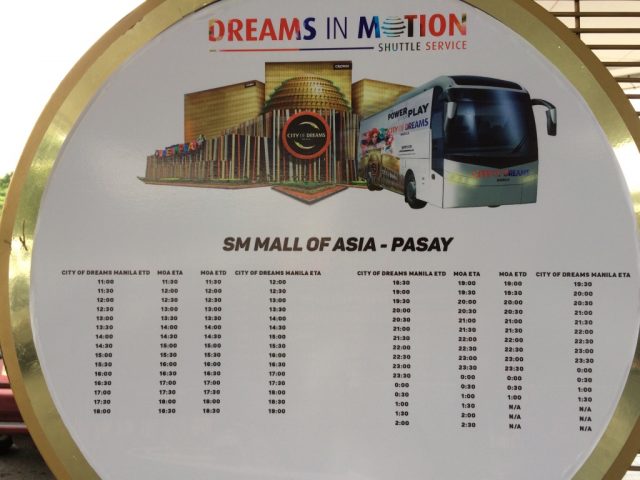 DREAMS IN MOTION
SHUTTLE SERVICE
CROWN
CITY OF DREAMS
POWER PLAY
CITY OF DREAMS
CITY OF DREAMS
SM MALL OF ASIA - PASAY
CITY OF DREAMS MANILA ETD MOA ETA MOA ETD CITY OF DREAMS MANILA ETA
11:00 11:30 11:30 12:00
11:30 12:00 12:00 12:30
12:00 12:30 12:30 13:00
12:30 13:00 13:00 13:30
13:00 13:30 13:30 14:00
13:30 14:00 14:00 14:30
14:00 14:30 14:30 15:00
14:30 15:00 15:00 15:30
15:00 15:30 15:30 16:00
15:30 16:00 16:00 16:30
16:00 16:30 16:30 17:00
16:30 17:00 17:00 17:30
17:00 17:30 17:30 18:00
17:30 18:00 18:00 18:30
18:00 18:30 18:30 19:00
CITY OF DREAMS MANILA ETD MOA ETA MOA ETD CITY OF DREAMS MANILA ETA
18:30 19:00 19:00 19:30
19:00 19:30 19:30 20:00
19:30 20:00 20:00 20:30
20:00 20:30 20:30 21:00
20:30 21:00 21:00 21:30
21:00 21:30 21:30 22:00
21:30 22:00 22:00 22:30
22:00 22:30 22:30 23:00
22:30 23:00 23:00 23:30
23:00 23:30 23:30 0:00
23:30 0:00 0:00 0:30
0:00 0:30 0:30 1:00
0:30 1:00 1:00 1:30
1:00 1:30 N/A N/A
1:30 2:00 N/A N/A
2:00 2:30 N/A N/A